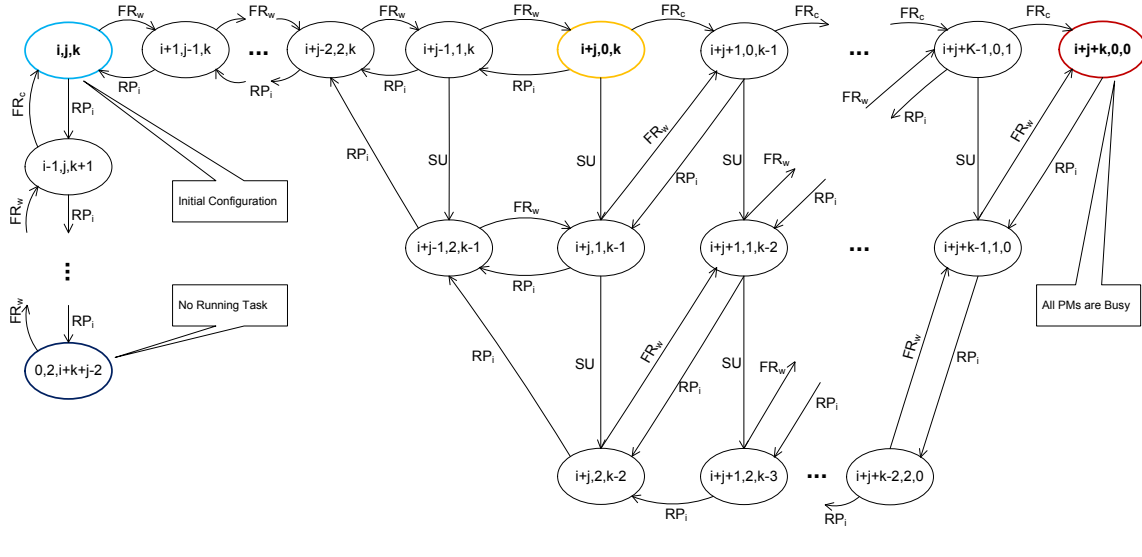 FRw
FRw
FRw
FRw
FRc
FRc
FRc
FRc
i,j,k
i+1,j-1,k
...
i+j-2,2,k
i+j-1,1,k
i+j,0,k
i+j+1,0,k-1
...
i+j+K-1,0,1
i+j+k,0,0
RPi
RPi
RPi
RPi
RPi
FRc
RPi
FRw
RPi
FRw
RPi
SU
SU
FRw
RPi
SU
SU
FRw
RPi
i-1,j,k+1
Initial Configuration
FRw
RPi
FRw
RPi
i+j-1,2,k-1
FRw
i+j,1,k-1
i+j+1,1,k-2
...
i+j+k-1,1,0
RPi
...
No Running Task
All PMs are Busy
FRw
RPi
0,2,i+k+j-2
RPi
SU
FRw
RPi
SU
FRw
RPi
FRw
RPi
i+j,2,k-2
i+j+1,2,k-3
...
i+j+k-2,2,0
RPi
RPi